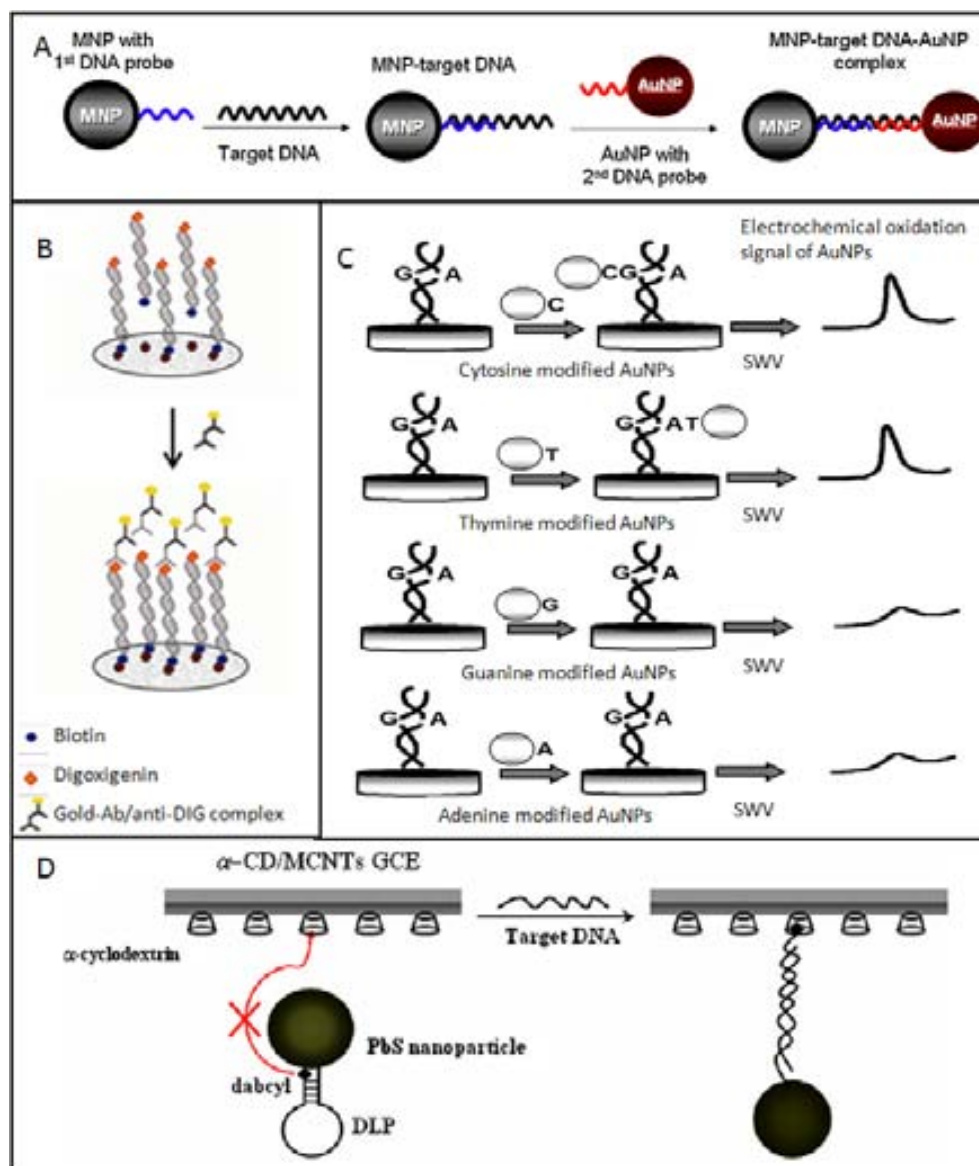 A
MNP with
1st DNA probe
MNP
Target DNA
MNP-target DNA
MNP
AuNP
AuNP with
2nd DNA probe
MNP-target DNA-AuNP
complex
MNP
AuNP
B
Biotin
Digoxigenin
Gold-Ab/anti-DIG complex
C
Electrochemical oxidation
signal of AuNPs
G A
C
C G A
Cytosine modified AuNPs
SWV
G A
T
G A T
Thymine modified AuNPs
SWV
G A
G
G A
Guanine modified AuNPs
SWV
G A
A
G A
Adenine modified AuNPs
SWV
D
α-CD/MCNTs GCE
α-cyclodextrin
Target DNA
PbS nanoparticle
dabcyl
DLP